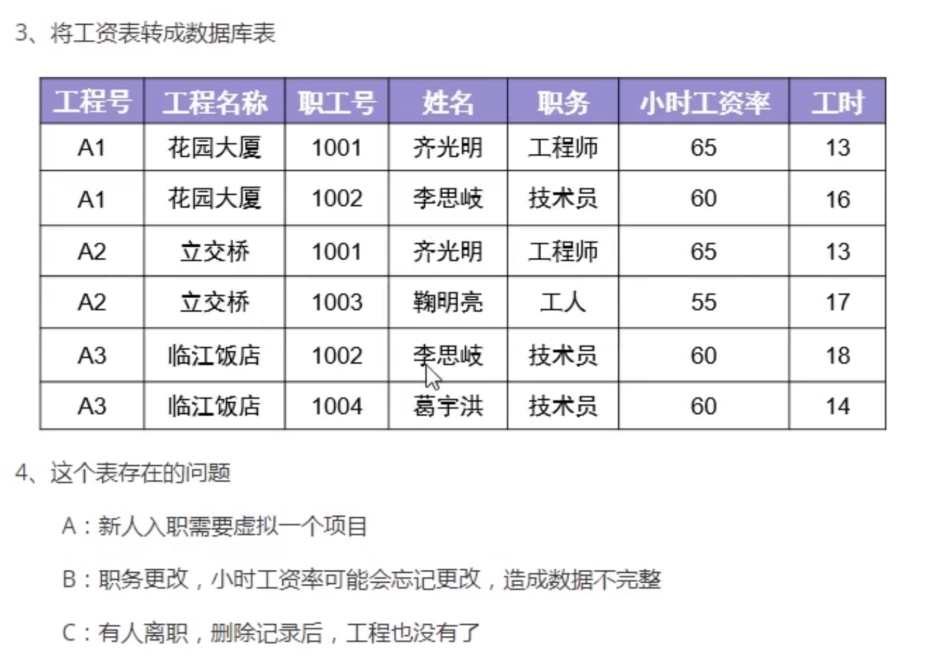 3、将工资表转成数据库表
工程号 工程名称 职工号 姓名 职务 小时工资率 工时
A1 花园大厦 1001 齐光明 工程师 65 13
A1 花园大厦 1002 李思岐 技术员 60 16
A2 立交桥 1001 齐光明 工程师 65 13
A2 立交桥 1003 鞠明亮 工人 55 17
A3 临江饭店 1002 李思岐 技术员 60 18
A3 临江饭店 1004 葛宇洪 技术员 60 14
4、这个表存在的问题
A：新人入职需要虚拟一个项目
B：职务更改，小时工资率可能会忘记更改，造成数据不完整
C：有人离职，删除记录后，工程也没有了